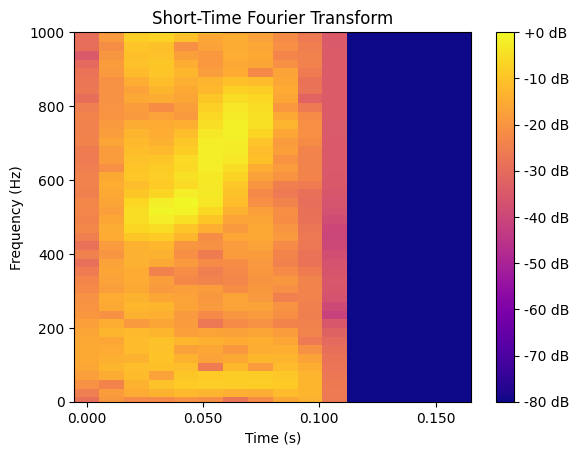 Short-Time Fourier Transform
1000
800
600
400
200
0
Frequency (Hz)
0.000
0.050
0.100
0.150
Time (s)
+0 dB
-10 dB
-20 dB
-30 dB
-40 dB
-50 dB
-60 dB
-70 dB
-80 dB